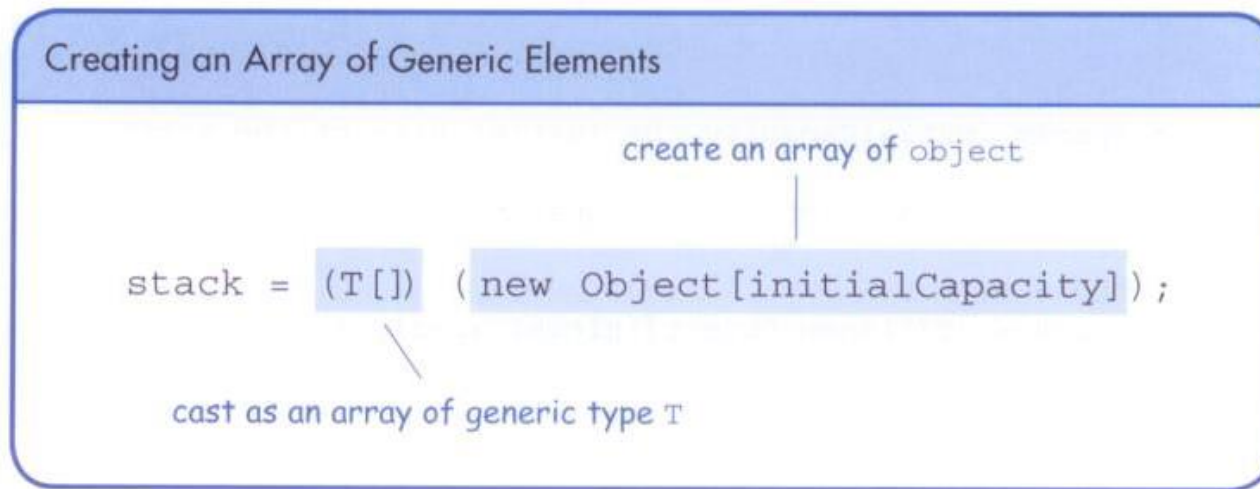 Creating an Array of Generic Elements
create an array of object
stack = (T[]) (new Object[initialCapacity]);
cast as an array of generic type T